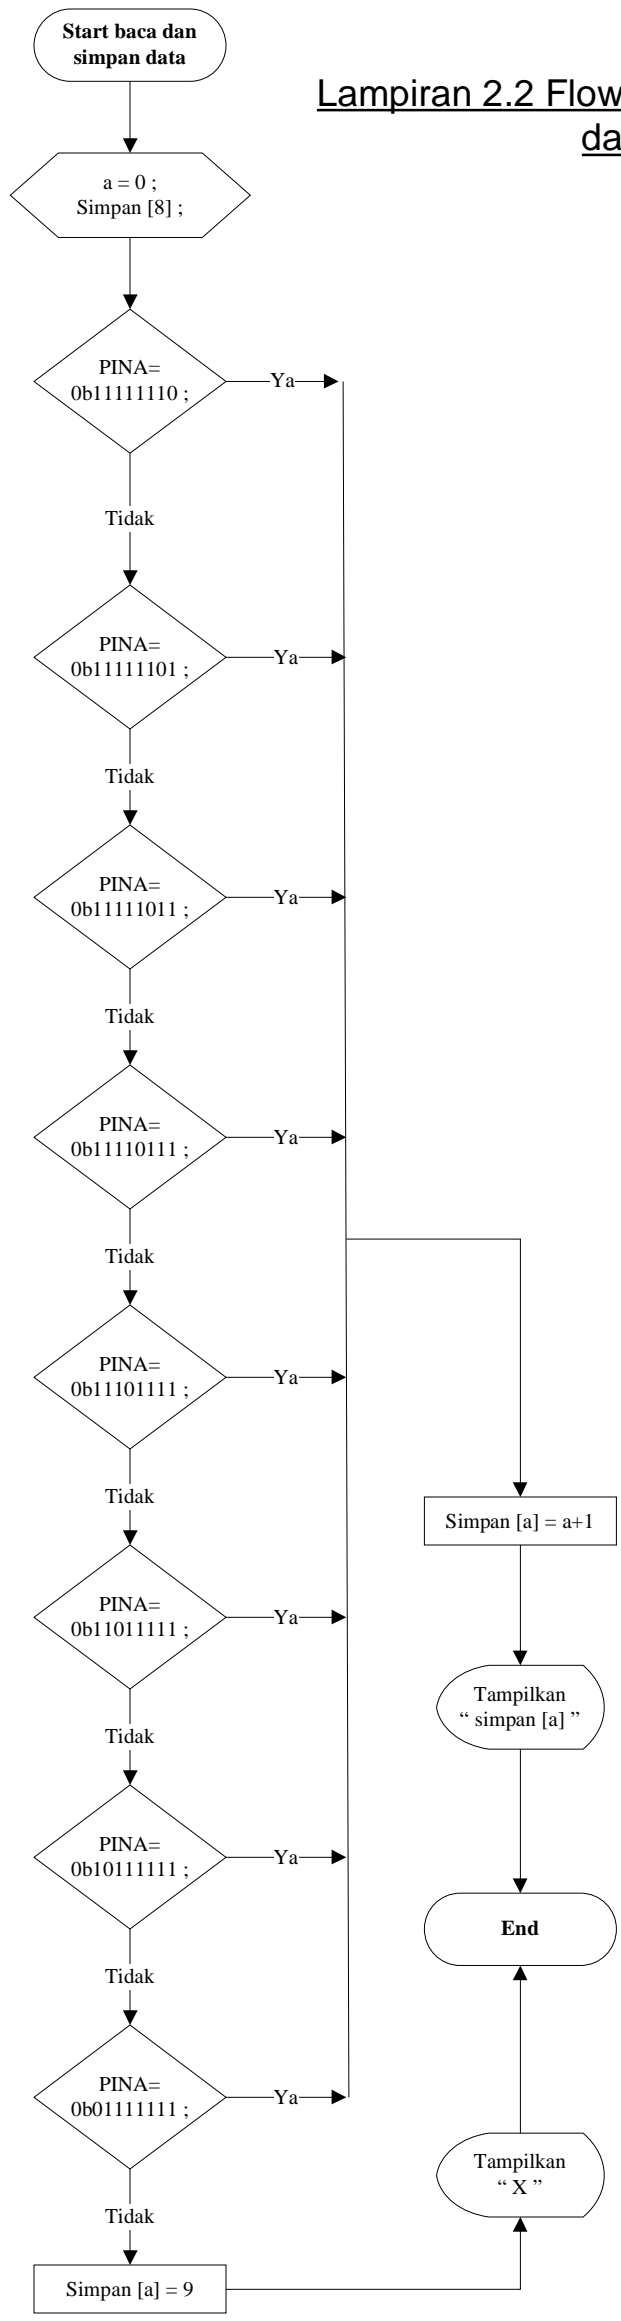 Start baca dan
simpan data
Lampiran 2.2 Flow
da
a = 0 ;
Simpan [8] ;
PINA=
0b11111110 ;
Ya
Tidak
PINA=
0b11111101 ;
Ya
Tidak
PINA=
0b11111011 ;
Ya
Tidak
PINA=
0b11110111 ;
Ya
Tidak
PINA=
0b11101111 ;
Ya
Tidak
PINA=
0b11011111 ;
Ya
Tidak
PINA=
0b10111111 ;
Ya
Tidak
PINA=
0b01111111 ;
Ya
Tidak
Simpan [a] = 9
Simpan [a] = a+1
Tampilkan
“ simpan [a] ”
End
Tampilkan
“ X ”